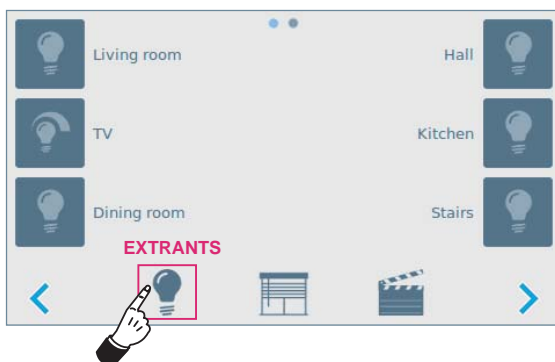 Living room
Hall
TV
Kitchen
Dining room
Stairs
EXTRANTS